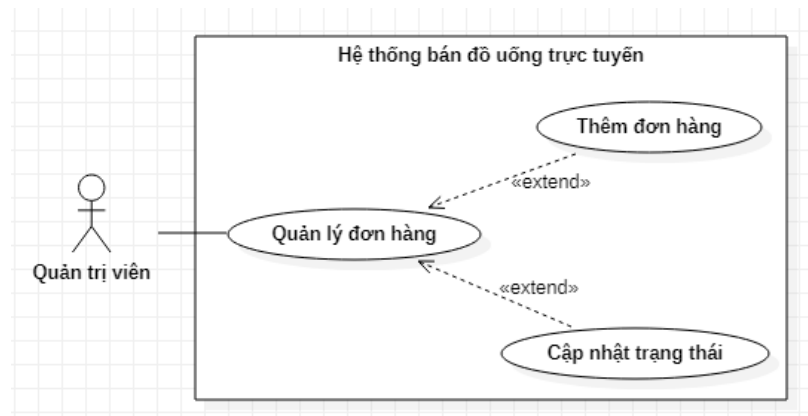 Hệ thống bán đồ uống trực tuyến
Thêm đơn hàng
«extend»
Quản lý đơn hàng
Quản trị viên
«extend»
Cập nhật trạng thái